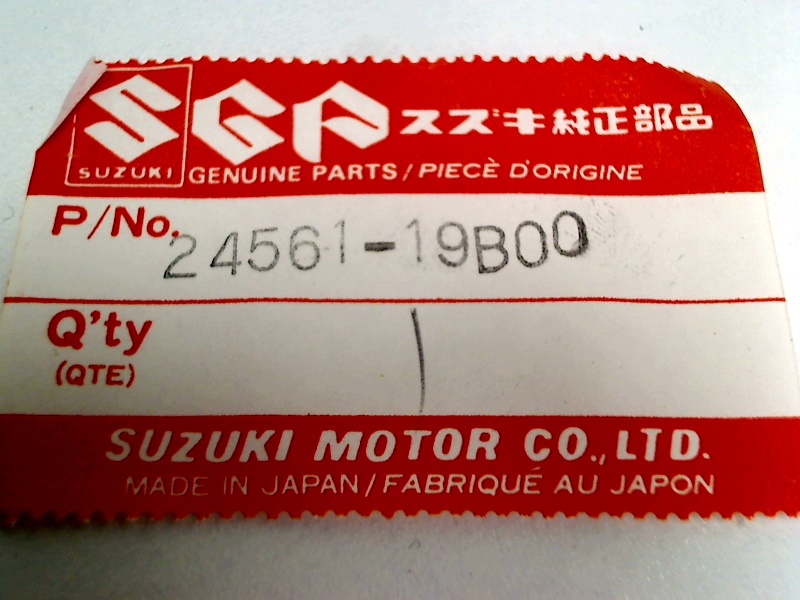 SGP スズキ純正部品
SUZUKI GENUINE PARTS / PIECÈ D'ORIGINE
P/No. 24561-19B00
Q'ty 1
(QTE)
SUZUKI MOTOR CO., LTD.
MADE IN JAPAN / FABRIQUÉ AU JAPON